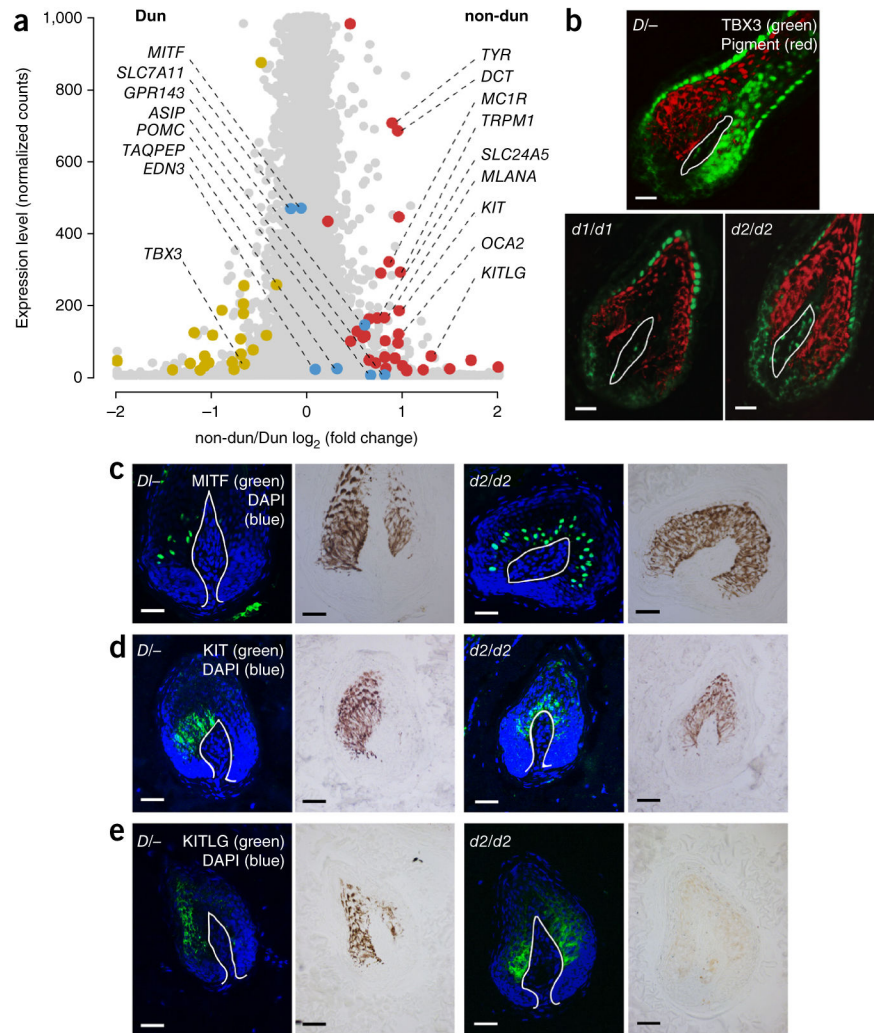 a
Dun
non-dun
1,000
800
600
400
200
0
Expression level (normalized counts)
MITF
SLC7A11
GPR143
ASIP
POMC
TAQPEP
EDN3
TBX3
TYR
DCT
MC1R
TRPM1
SLC24A5
MLANA
KIT
OCA2
KITLG
–2
–1
0
1
2
non-dun/Dun log2 (fold change)
b
D/–
TBX3 (green)
Pigment (red)
d1/d1
d2/d2
c
D/–
MITF (green)
DAPI
(blue)
d2/d2
d
D/–
KIT (green)
DAPI (blue)
d2/d2
e
D/–
KITLG (green)
DAPI (blue)
d2/d2